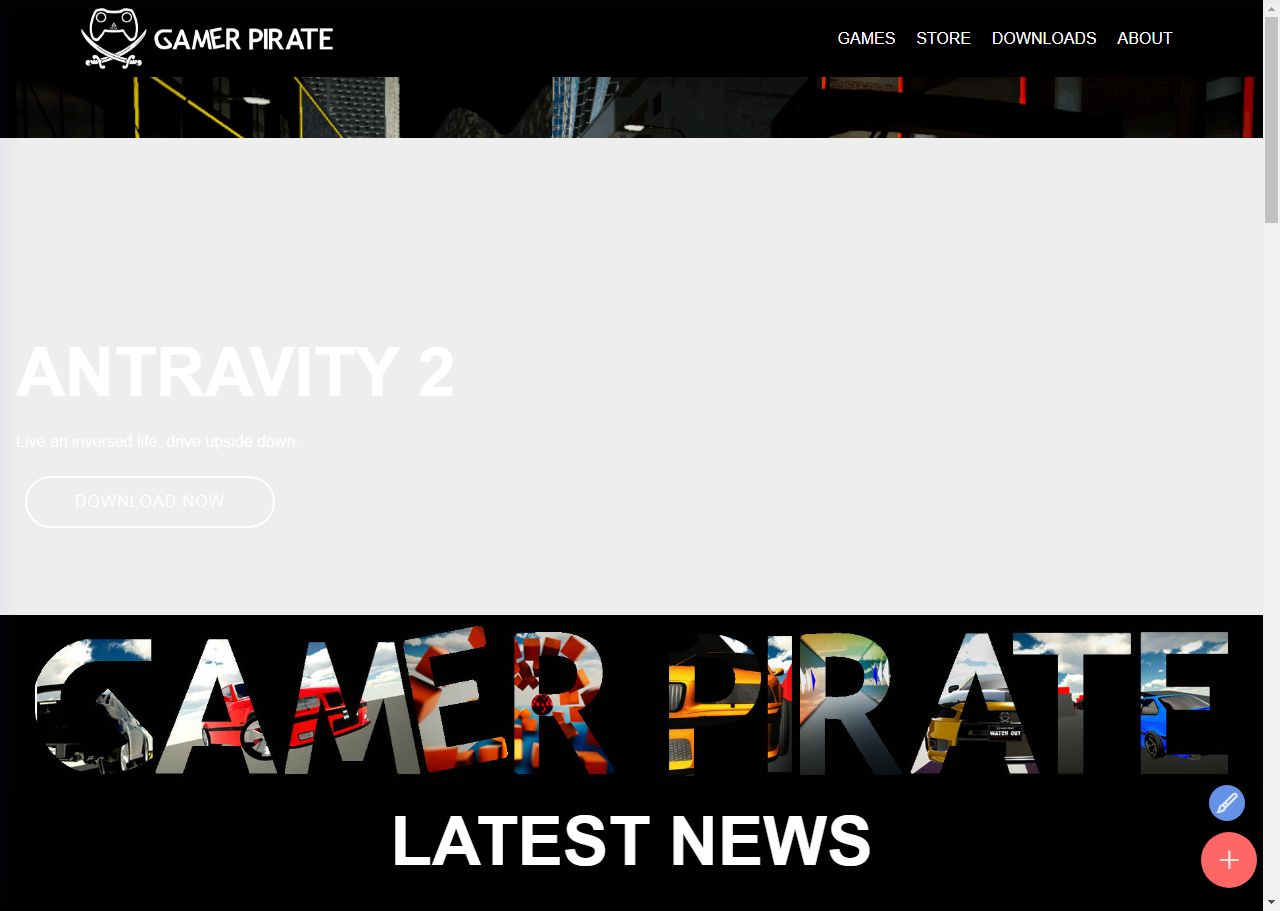 GAMER PIRATE
GAMES STORE DOWNLOADS ABOUT
ANTRAVITY 2
Live an inversed life, drive upside down.
DOWNLOAD NOW
GAMER PIRATE
WATCH OUT
LATEST NEWS